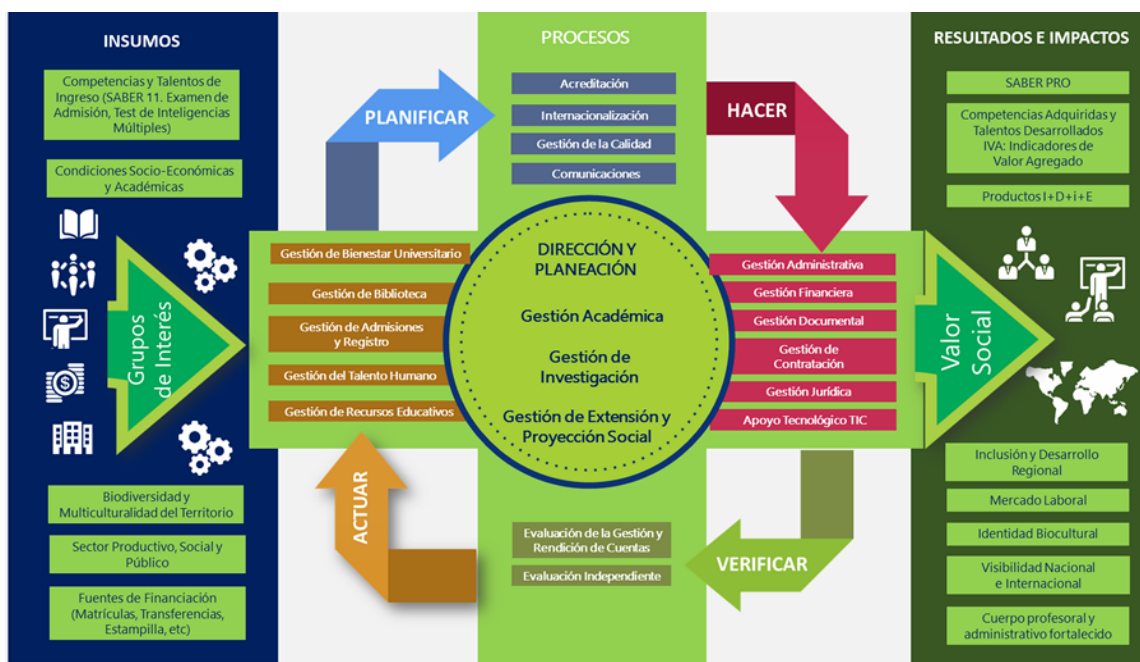 INSUMOS
Competencias y Talentos de
Ingreso (SABER 11. Examen de
Admisión, Test de Inteligencias
Múltiples)
Condiciones Socio-Económicas
y Académicas
Grupos
de Interés
Biodiversidad y
Multiculturalidad del Territorio
Sector Productivo, Social y
Público
Fuentes de Financiación
(Matrículas, Transferencias,
Estampilla, etc)
PLANIFICAR
Gestión de Bienestar Universitario
Gestión de Biblioteca
Gestión de Admisiones
y Registro
Gestión del Talento Humano
Gestión de Recursos Educativos
ACTUAR
PROCESOS
Acreditación
Internacionalización
Gestión de la Calidad
Comunicaciones
DIRECCIÓN Y
PLANEACIÓN
Gestión Académica
Gestión de
Investigación
Gestión de Extensión y
Proyección Social
Evaluación de la Gestión y
Rendición de Cuentas
Evaluación Independiente
HACER
Gestión Administrativa
Gestión Financiera
Gestión Documental
Gestión de
Contratación
Gestión Jurídica
Apoyo Tecnológico TIC
VERIFICAR
RESULTADOS E IMPACTOS
SABER PRO
Competencias Adquiridas y
Talentos Desarrollados
IVA: Indicadores de
Valor Agregado
Productos I+D+i+E
Valor
Social
Inclusión y Desarrollo
Regional
Mercado Laboral
Identidad Biocultural
Visibilidad Nacional
e Internacional
Cuerpo profesoral y
administrativo fortalecido